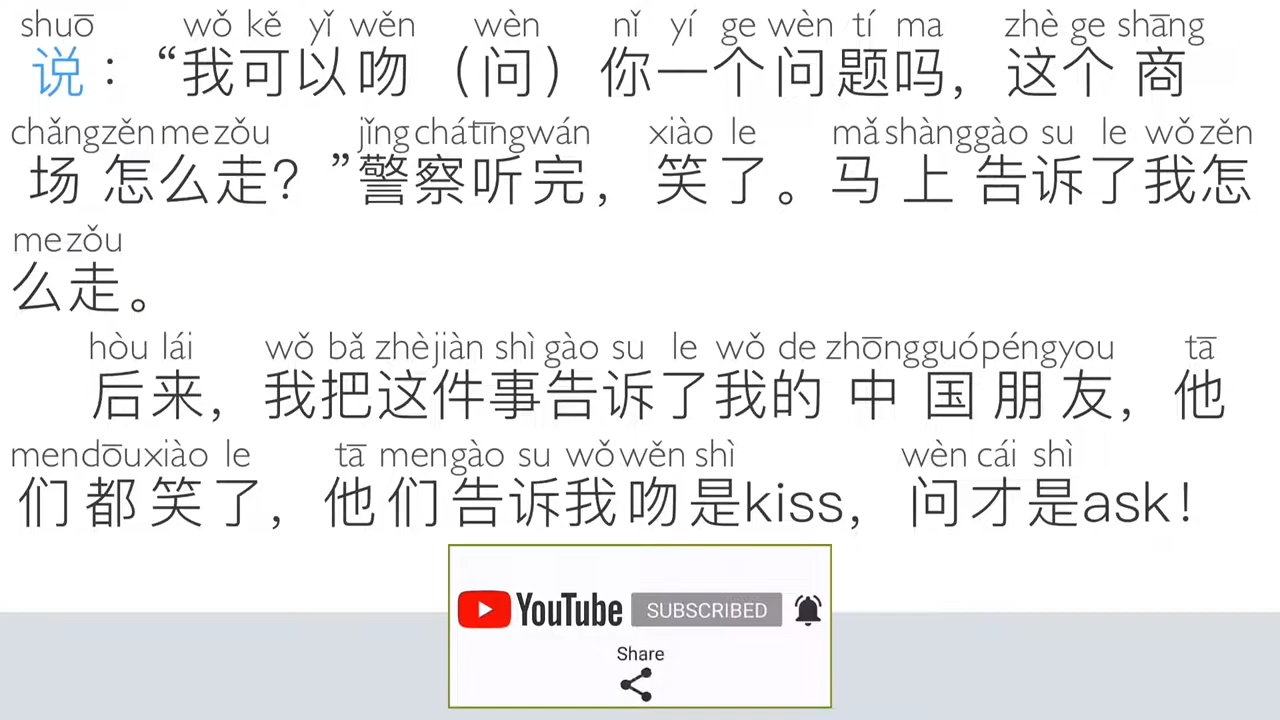 shuō wǒ kě yǐ wěn wèn nǐ yí ge wèn tí ma zhè ge shāng
说：“我可以吻（问）你一个问题吗，这个商
chǎng zěn me zǒu jǐng chá tīng wán xiào le mǎ shàng gào su le wǒ zěn
场怎么走？”警察听完，笑了。马上告诉了我怎
me zǒu
么走。
hòu lái wǒ bǎ zhè jiàn shì gào su le wǒ de zhōng guó péng you tā
后来，我把这件事告诉了我的中国朋友，他
men dōu xiào le tā men gào su wǒ wěn shì wèn cái shì
们都笑了，他们告诉我吻是kiss，问才是ask！
YouTube SUBSCRIBED
Share